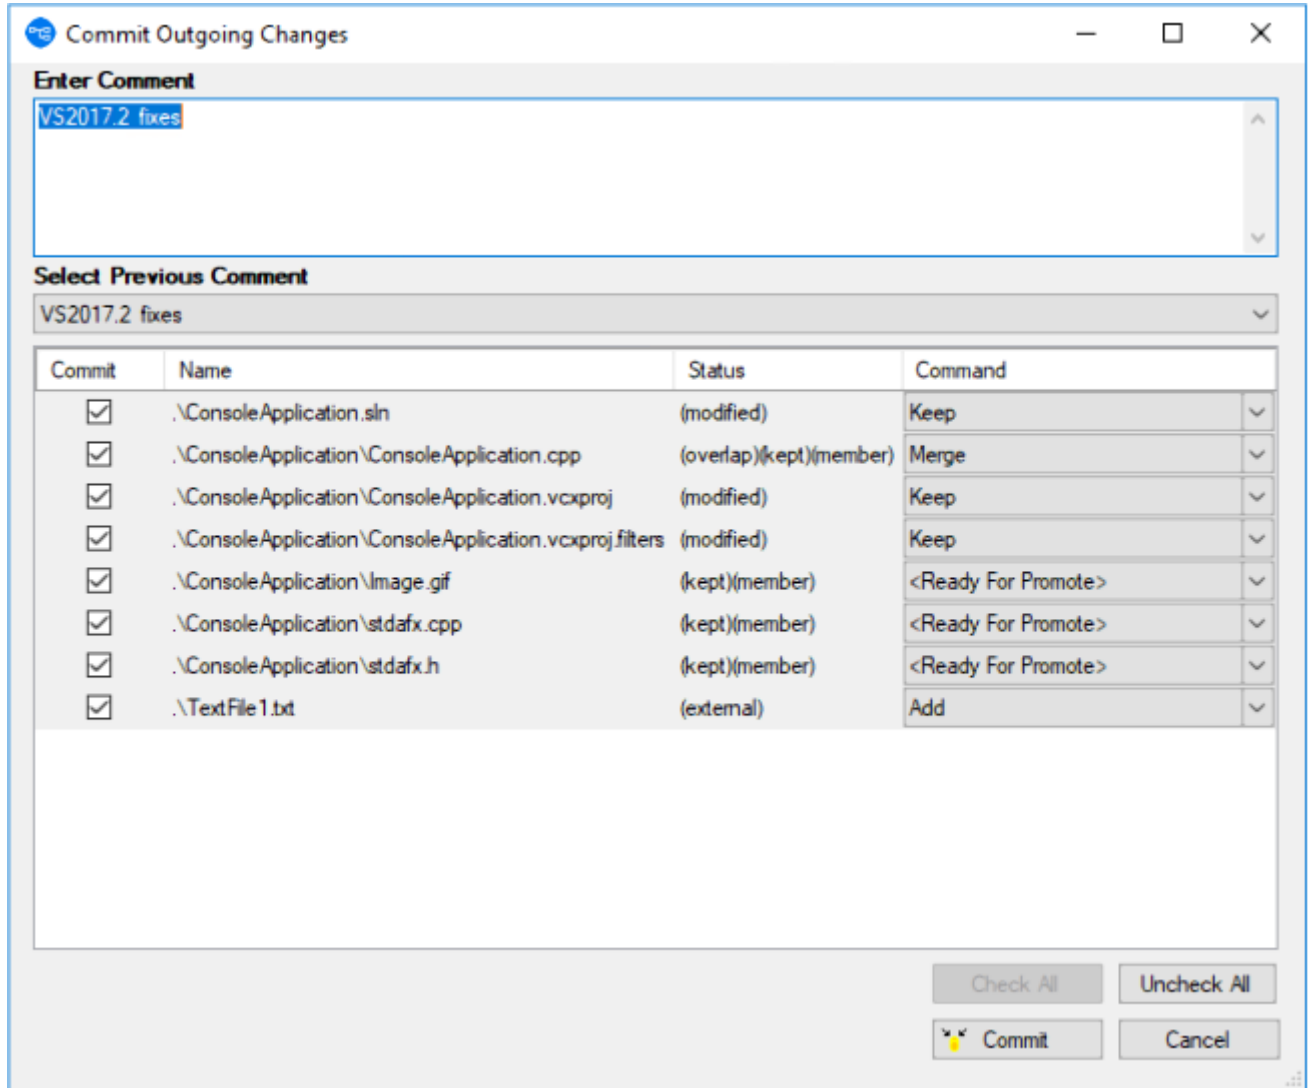 Commit Outgoing Changes
Enter Comment
VS2017.2 fixes
Select Previous Comment
VS2017.2 fixes
Commit Name Status Command
.\ConsoleApplication.sln (modified) Keep
.\ConsoleApplication\ConsoleApplication.cpp (overlap)(kept)(member) Merge
.\ConsoleApplication\ConsoleApplication.vcxproj (modified) Keep
.\ConsoleApplication\ConsoleApplication.vcxproj.filters (modified) Keep
.\ConsoleApplication\Image.gif (kept)(member) <Ready For Promote>
.\ConsoleApplication\stdafx.cpp (kept)(member) <Ready For Promote>
.\ConsoleApplication\stdafx.h (kept)(member) <Ready For Promote>
.\TextFile1.txt (external) Add
Check All Uncheck All
Commit Cancel